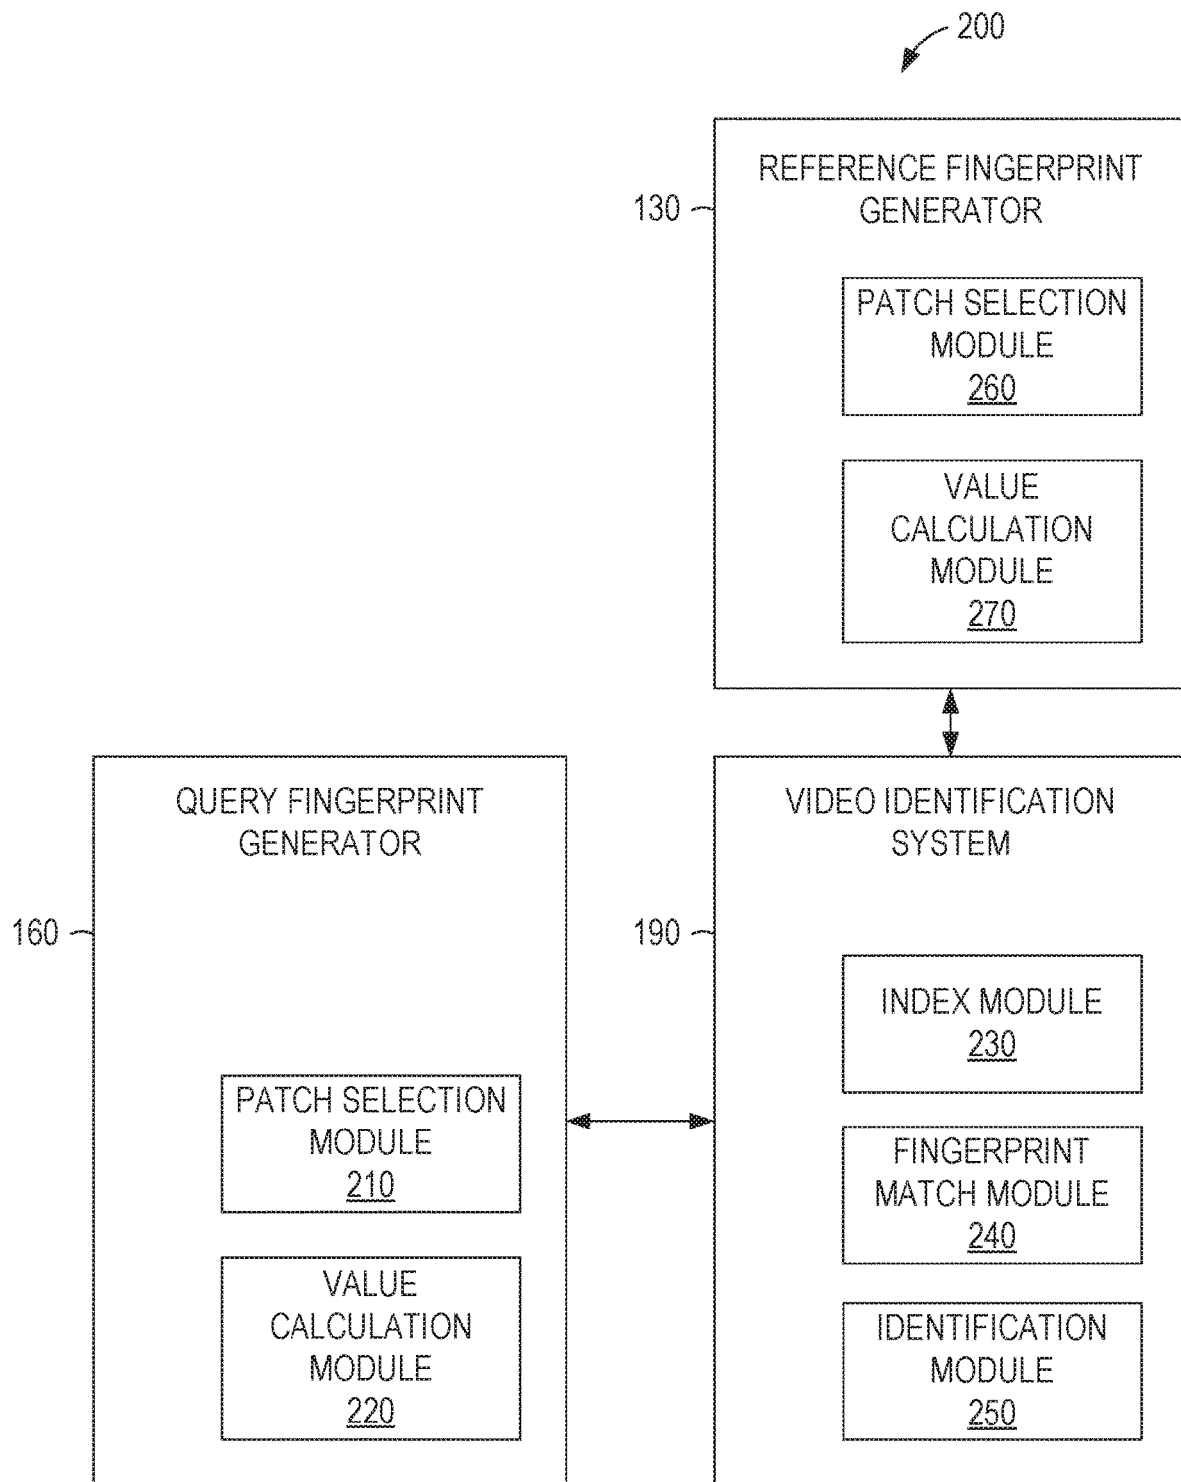 200
REFERENCE FINGERPRINT
GENERATOR
130
PATCH SELECTION
MODULE
260
VALUE
CALCULATION
MODULE
270
QUERY FINGERPRINT
GENERATOR
160
PATCH SELECTION
MODULE
210
VALUE
CALCULATION
MODULE
220
VIDEO IDENTIFICATION
SYSTEM
190
INDEX MODULE
230
FINGERPRINT
MATCH MODULE
240
IDENTIFICATION
MODULE
250